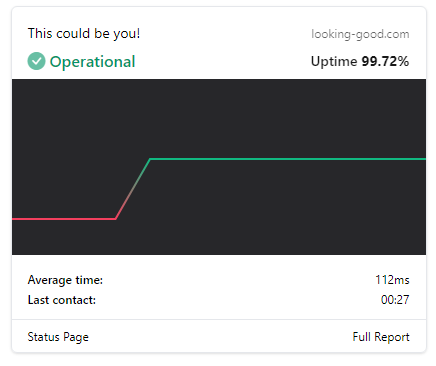 This could be you! looking-good.com
Operational Uptime 99.72%
Average time: 112ms
Last contact: 00:27
Status Page Full Report